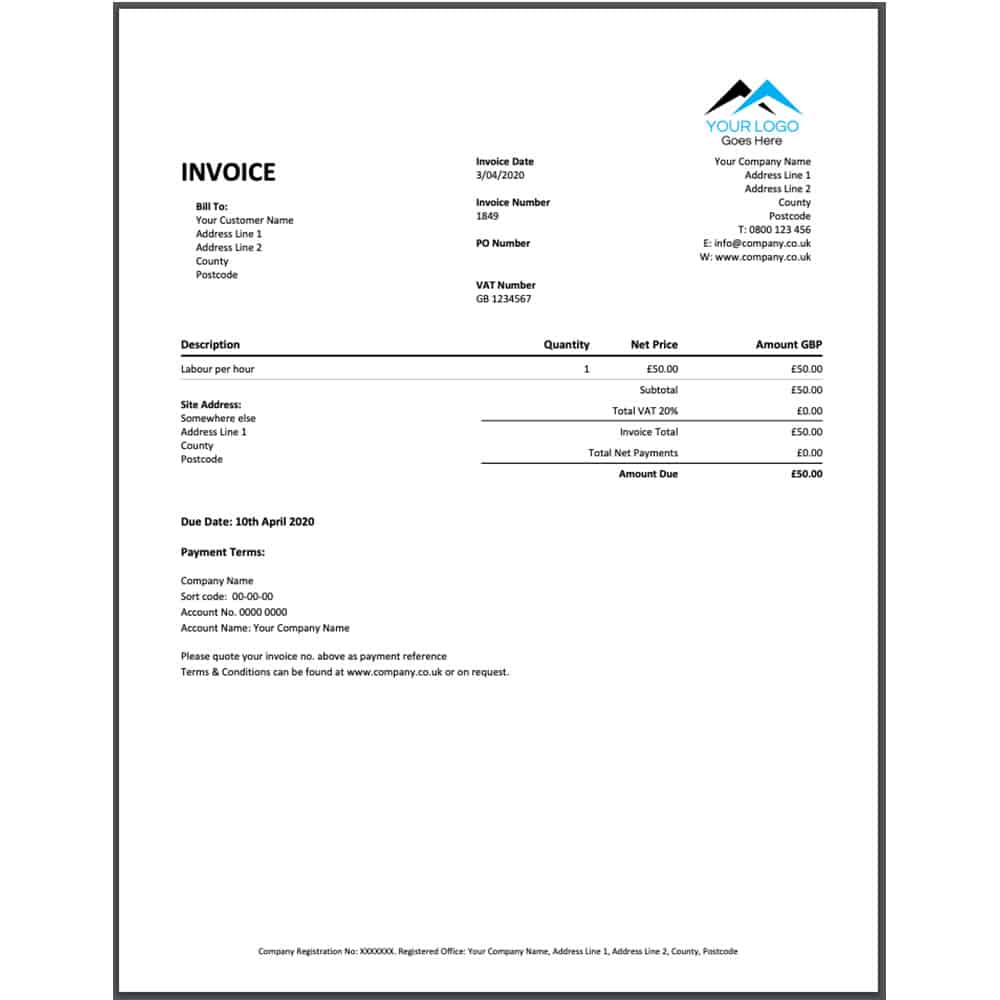 YOUR LOGO
Goes Here
INVOICE
Bill To:
Your Customer Name
Address Line 1
Address Line 2
County
Postcode
Invoice Date
3/04/2020
Invoice Number
1849
PO Number
VAT Number
GB 1234567
Your Company Name
Address Line 1
Address Line 2
County
Postcode
T: 0800 123 456
E: info@company.co.uk
W: www.company.co.uk
Description Quantity Net Price Amount GBP
Labour per hour 1 £50.00 £50.00
Subtotal £50.00
Total VAT 20% £0.00
Invoice Total £50.00
Total Net Payments £0.00
Amount Due £50.00
Site Address:
Somewhere else
Address Line 1
County
Postcode
Due Date: 10th April 2020
Payment Terms:
Company Name
Sort code: 00-00-00
Account No. 0000 0000
Account Name: Your Company Name
Please quote your invoice no. above as payment reference
Terms & Conditions can be found at www.company.co.uk or on request.
Company Registration No: XXXXXXX. Registered Office: Your Company Name, Address Line 1, Address Line 2, County, Postcode